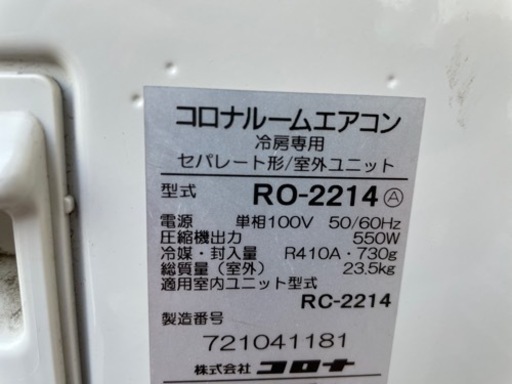 コロナルームエアコン
冷房専用
セパレート形/室外ユニット
型式 RO-2214Ⓐ
電源 単相100V 50/60Hz
圧縮機出力 550W
冷媒・封入量 R410A・730g
総質量(室外) 23.5kg
適用室内ユニット型式
RC-2214
製造番号
721041181
株式会社コロナ